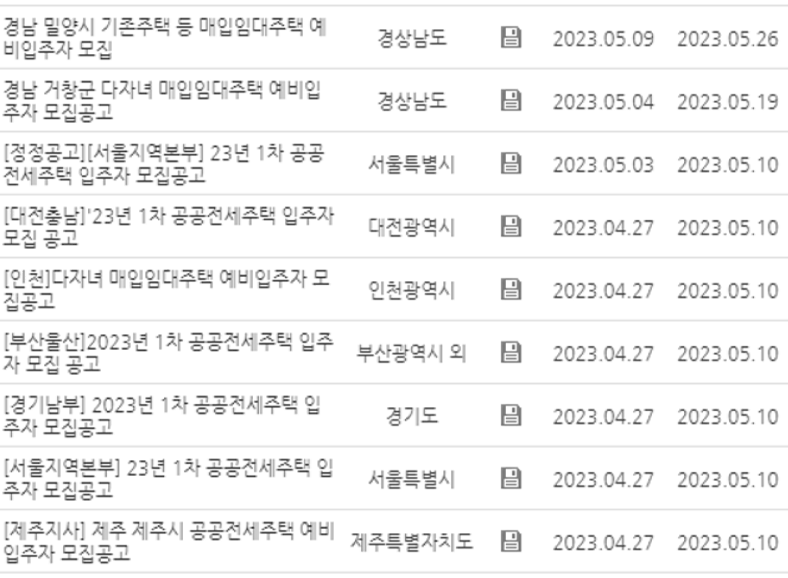 경남 밀양시 기존주택 등 매입임대주택 예
비입주자 모집 경상남도 2023.05.09 2023.05.26
경남 거창군 다자녀 매입임대주택 예비입
주자 모집공고 경상남도 2023.05.04 2023.05.19
[정정공고][서울지역본부] 23년 1차 공공
전세주택 입주자 모집공고 서울특별시 2023.05.03 2023.05.10
[대전충남]'23년 1차 공공전세주택 입주자
모집 공고 대전광역시 2023.04.27 2023.05.10
[인천]다자녀 매입임대주택 예비입주자 모
집공고 인천광역시 2023.04.27 2023.05.10
[부산울산]2023년 1차 공공전세주택 입주
자 모집 공고 부산광역시 외 2023.04.27 2023.05.10
[경기남부] 2023년 1차 공공전세주택 입
주자 모집공고 경기도 2023.04.27 2023.05.10
[서울지역본부] 23년 1차 공공전세주택 입
주자 모집공고 서울특별시 2023.04.27 2023.05.10
[제주지사] 제주 제주시 공공전세주택 예비
입주자 모집공고 제주특별자치도 2023.04.27 2023.05.10